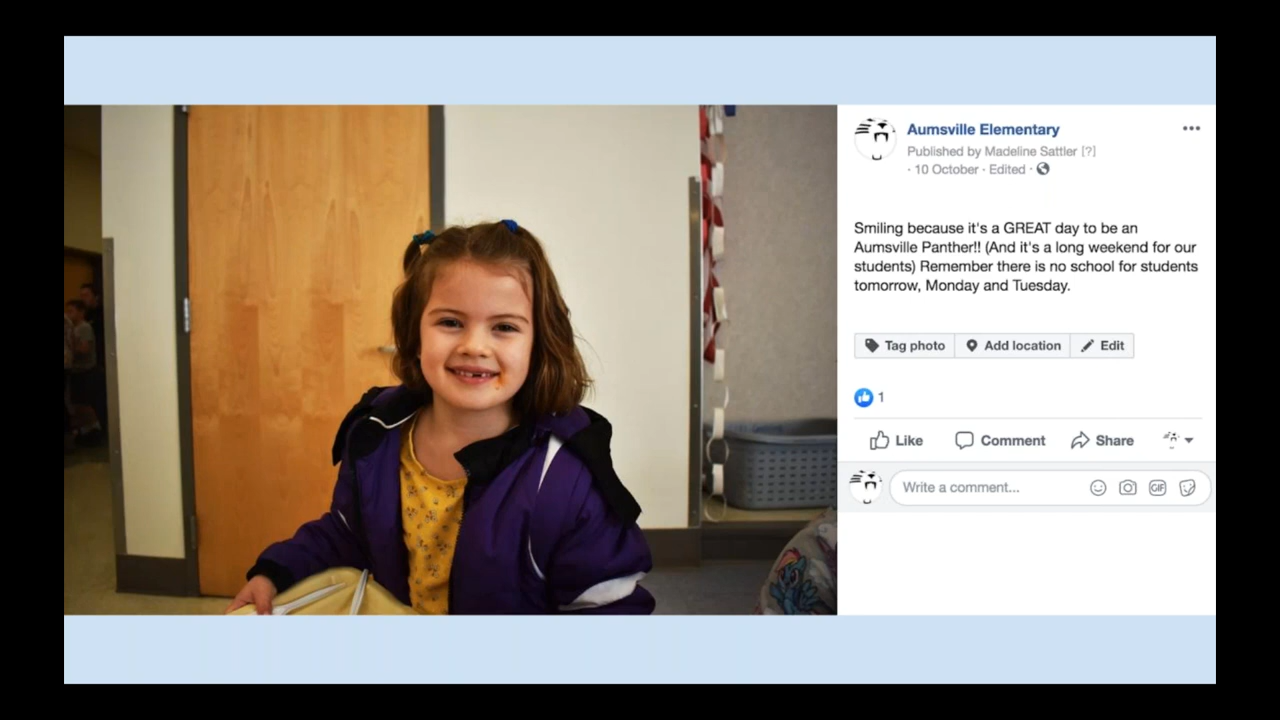 Aumsville Elementary
Published by Madeline Sattler [?]
· 10 October · Edited ·
Smiling because it's a GREAT day to be an
Aumsville Panther!! (And it's a long weekend for our
students) Remember there is no school for students
tomorrow, Monday and Tuesday.
Tag photo Add location Edit
1
Like Comment Share
Write a comment... GIF